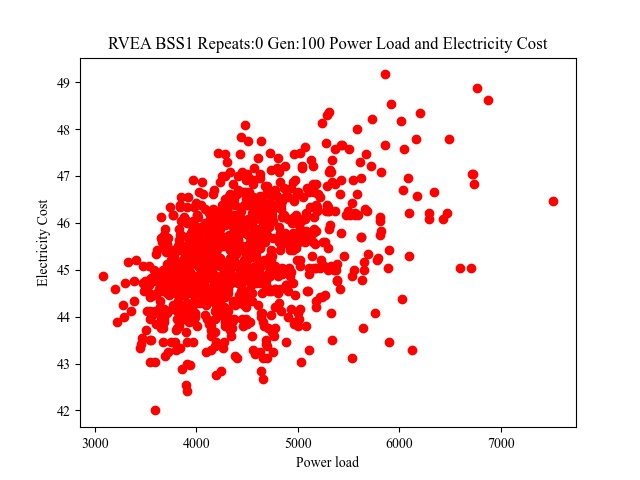 RVEA BSS1 Repeats:0 Gen:100 Power Load and Electricity Cost
49
48
47
46
45
44
43
42
Electricity Cost
3000 4000 5000 6000 7000
Power load